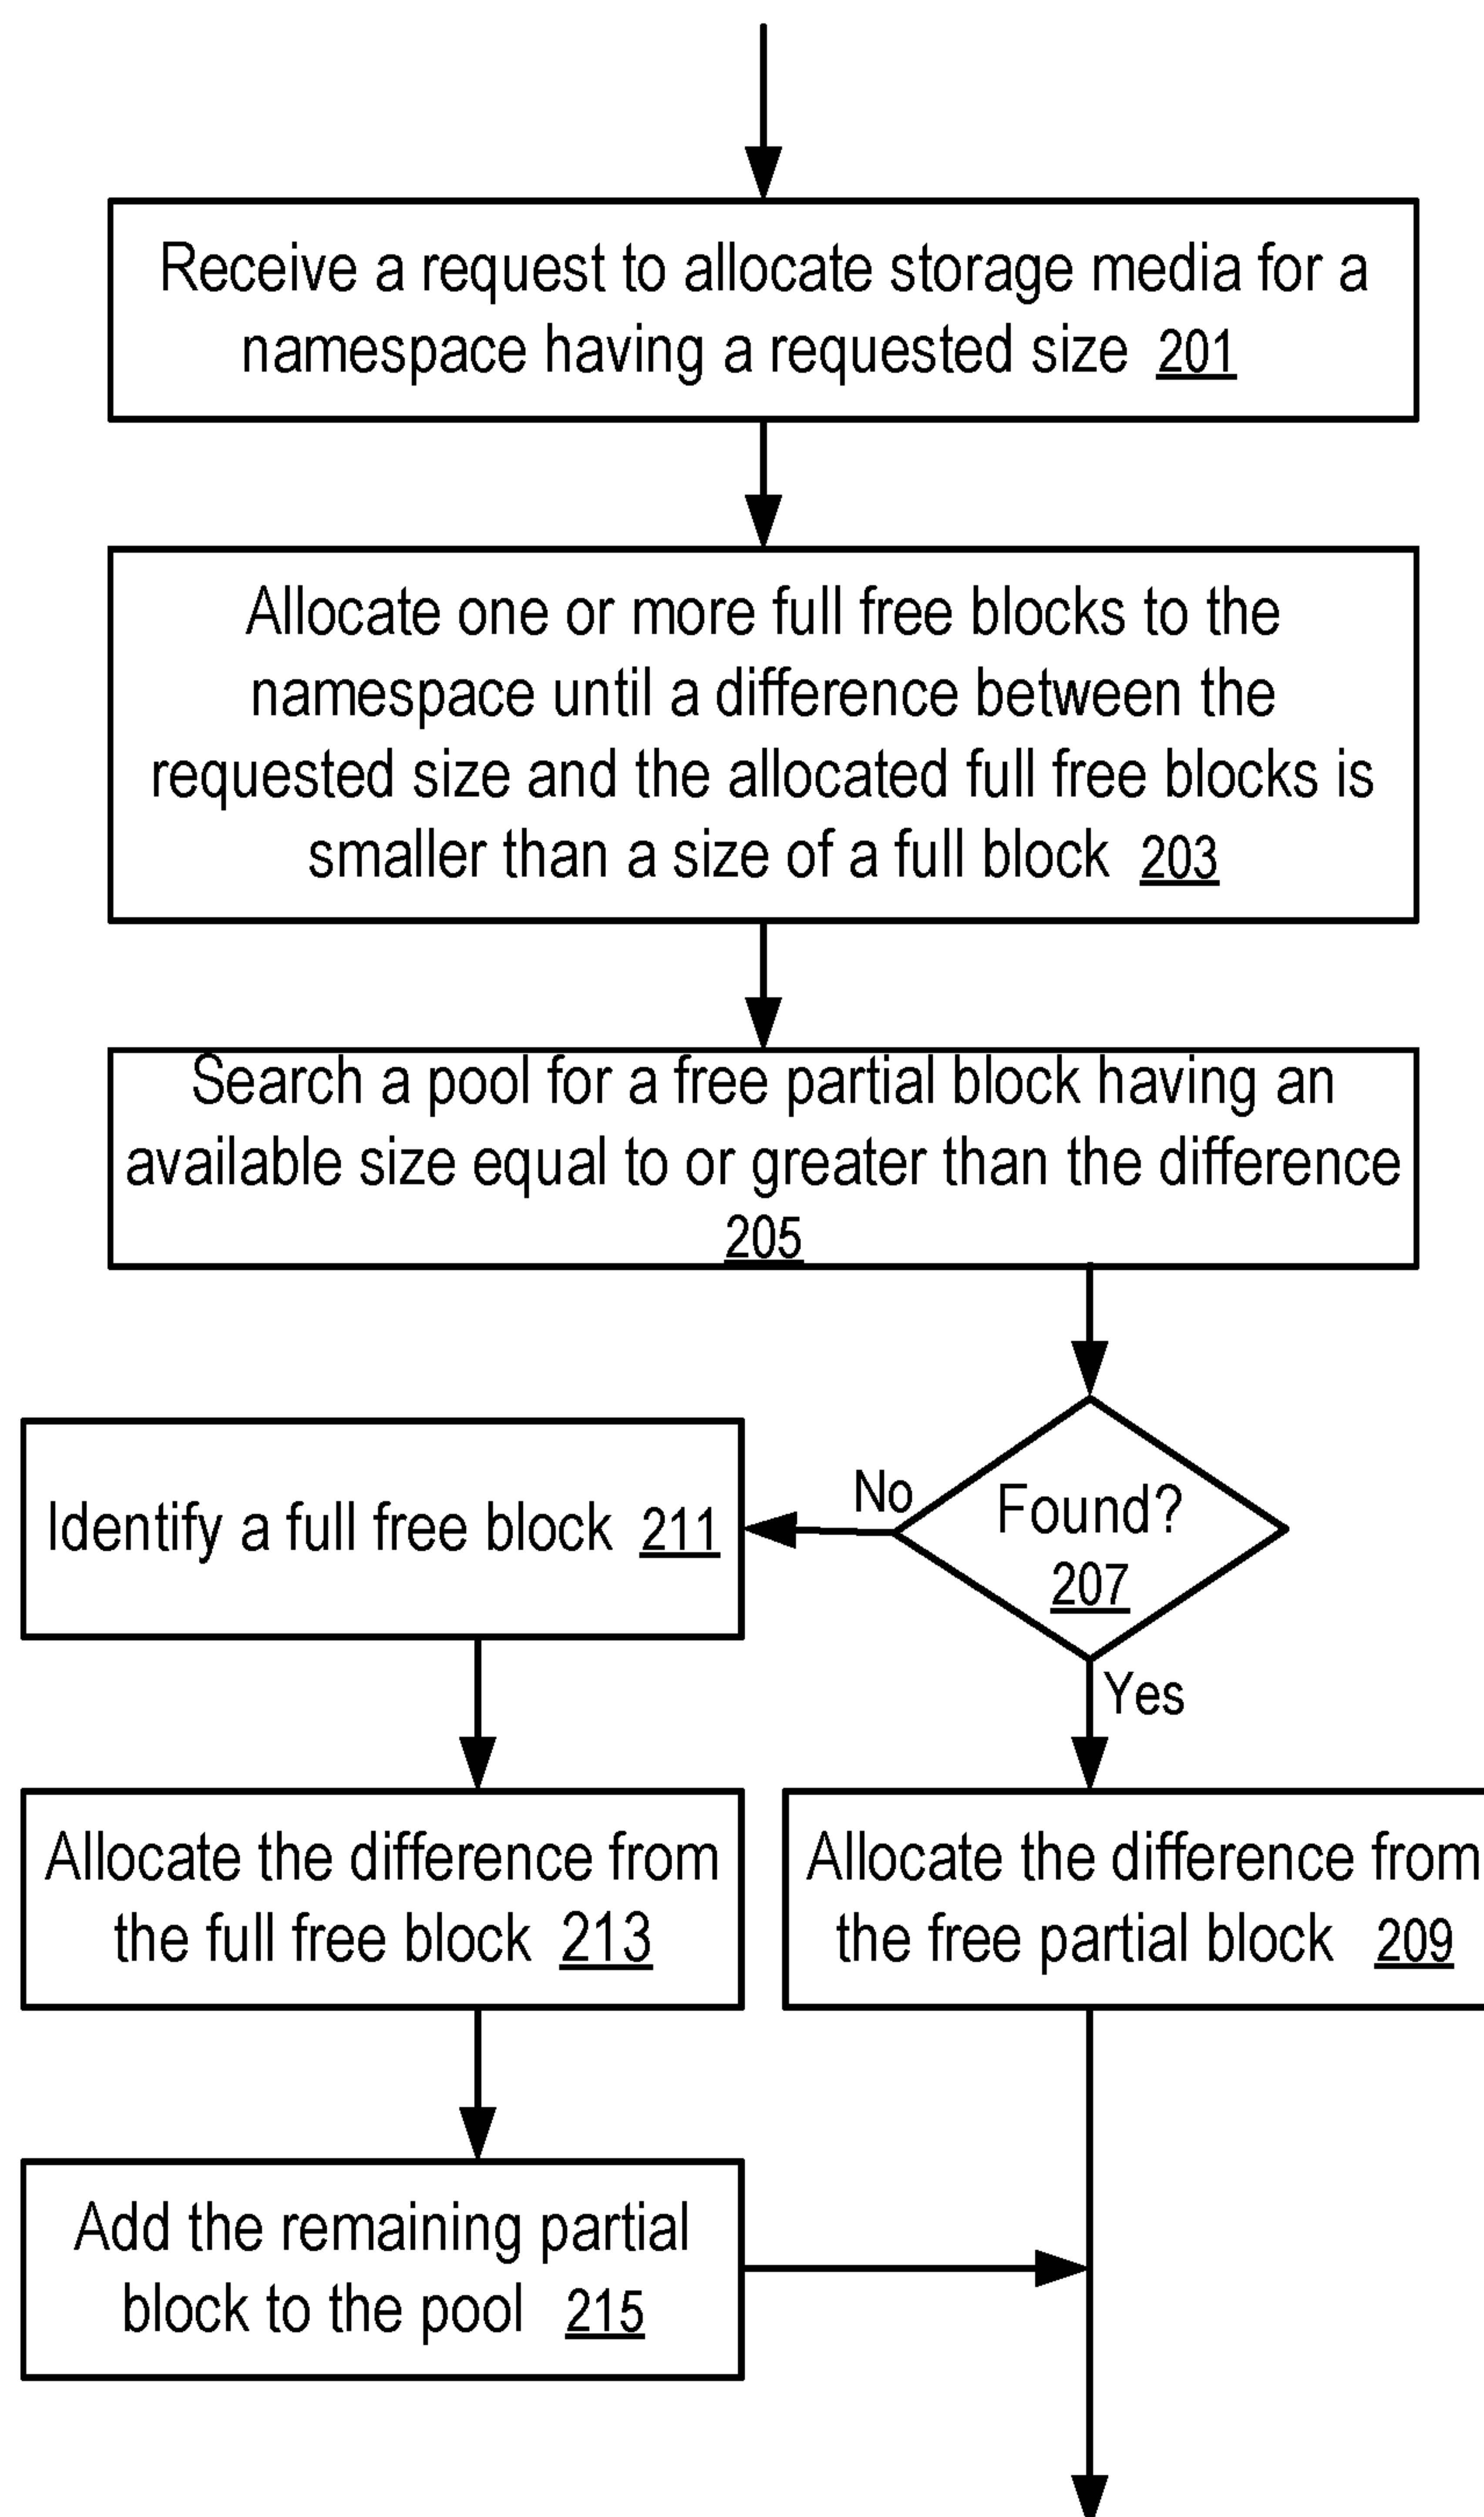 Receive a request to allocate storage media for a
namespace having a requested size 201
Allocate one or more full free blocks to the
namespace until a difference between the
requested size and the allocated full free blocks is
smaller than a size of a full block 203
Search a pool for a free partial block having an
available size equal to or greater than the difference
205
Found?
207
No
Identify a full free block 211
Yes
Allocate the difference from
the full free block 213
Allocate the difference from
the free partial block 209
Add the remaining partial
block to the pool 215